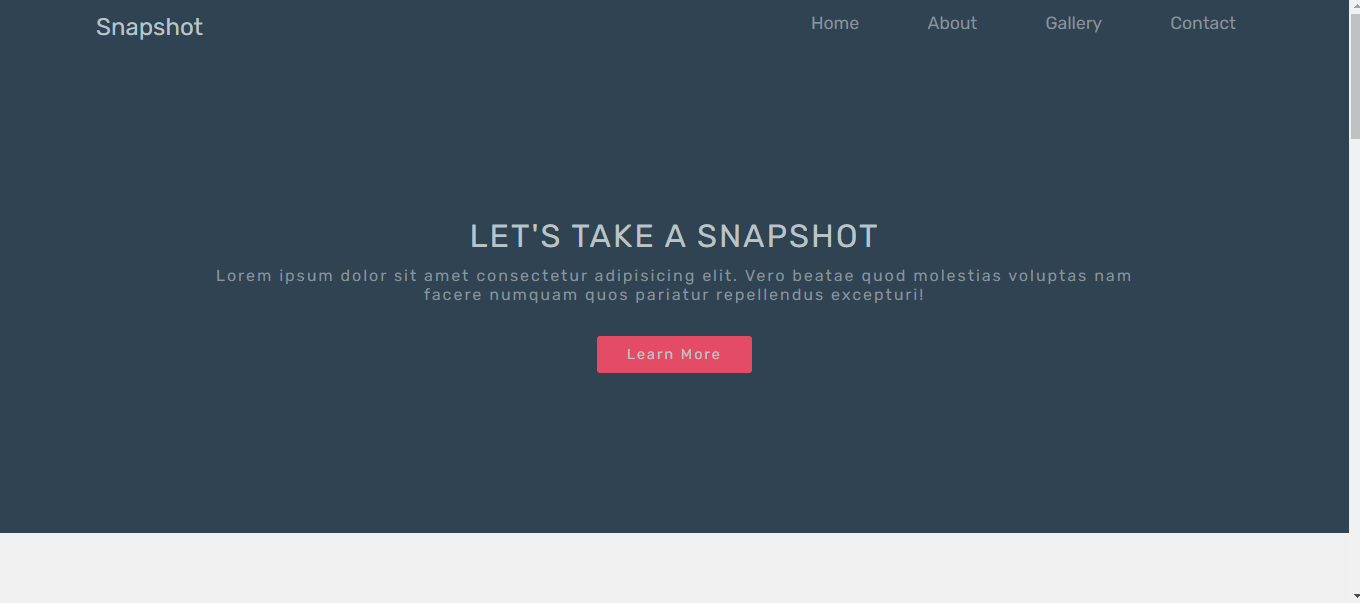 Snapshot
Home About Gallery Contact
LET'S TAKE A SNAPSHOT
Lorem ipsum dolor sit amet consectetur adipisicing elit. Vero beatae quod molestias voluptas nam
facere numquam quos pariatur repellendus excepturi!
Learn More